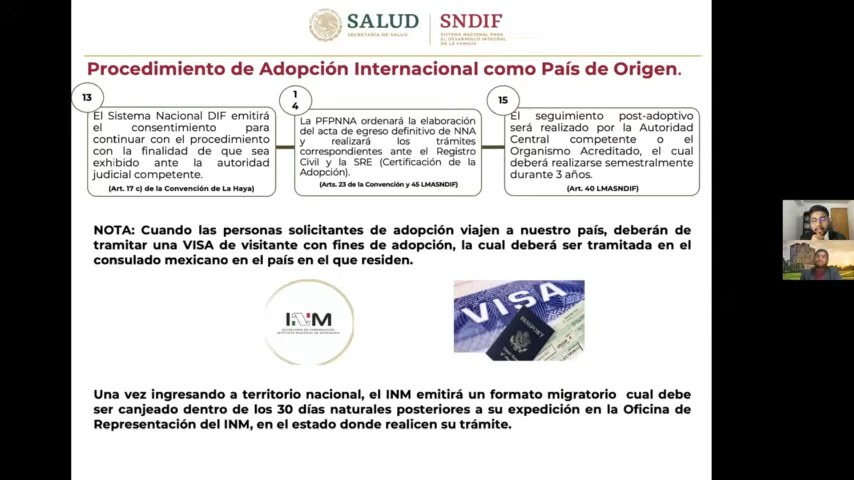 SALUD
SECRETARÍA DE SALUD
SNDIF
SISTEMA NACIONAL PARA
EL DESARROLLO INTEGRAL
DE LA FAMILIA
Procedimiento de Adopción Internacional como País de Origen.
13
El Sistema Nacional DIF emitirá
el consentimiento para
continuar con el procedimiento
con la finalidad de que sea
exhibido ante la autoridad
judicial competente.
(Art. 17 c) de la Convención de La Haya)
1
4
La PFPNNA ordenará la elaboración
del acta de egreso definitivo de NNA
y realizará los trámites
correspondientes ante el Registro
Civil y la SRE (Certificación de la
Adopción).
(Arts. 23 de la Convención y 45 LMASNDIF)
15
El seguimiento post-adoptivo
será realizado por la Autoridad
Central competente o el
Organismo Acreditado, el cual
deberá realizarse semestralmente
durante 3 años.
(Art. 40 LMASNDIF)
NOTA: Cuando las personas solicitantes de adopción viajen a nuestro país, deberán de
tramitar una VISA de visitante con fines de adopción, la cual deberá ser tramitada en el
consulado mexicano en el país en el que residen.
INM
VISA
PASSPORT
Una vez ingresando a territorio nacional, el INM emitirá un formato migratorio cual debe
ser canjeado dentro de los 30 días naturales posteriores a su expedición en la Oficina de
Representación del INM, en el estado donde realicen su trámite.